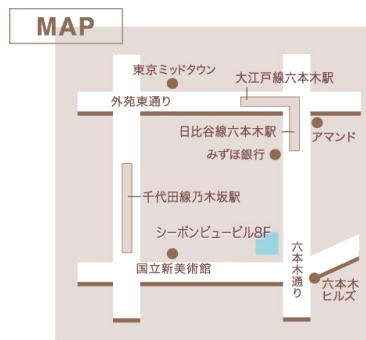 MAP
東京ミッドタウン
大江戸線六本木駅
外苑東通り
日比谷線六本木駅
アマンド
みずほ銀行
千代田線乃木坂駅
シーボンビュービル8F
国立新美術館
六本木通り
六本木
ヒルズ